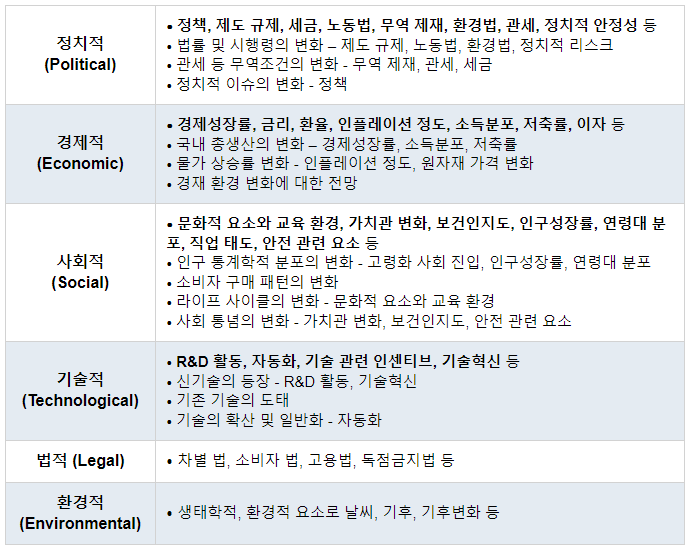 정치적
(Political)
• 정책, 제도 규제, 세금, 노동법, 무역 제재, 환경법, 관세, 정치적 안정성 등
• 법률 및 시행령의 변화 – 제도 규제, 노동법, 환경법, 정치적 리스크
• 관세 등 무역조건의 변화 - 무역 제재, 관세, 세금
• 정치적 이슈의 변화 - 정책
경제적
(Economic)
• 경제성장률, 금리, 환율, 인플레이션 정도, 소득분포, 저축률, 이자 등
• 국내 총생산의 변화 – 경제성장률, 소득분포, 저축률
• 물가 상승률 변화 - 인플레이션 정도, 원자재 가격 변화
• 경재 환경 변화에 대한 전망
사회적
(Social)
• 문화적 요소와 교육 환경, 가치관 변화, 보건인지도, 인구성장률, 연령대 분
포, 직업 태도, 안전 관련 요소 등
• 인구 통계학적 분포의 변화 - 고령화 사회 진입, 인구성장률, 연령대 분포
• 소비자 구매 패턴의 변화
• 라이프 사이클의 변화 - 문화적 요소와 교육 환경
• 사회 통념의 변화 - 가치관 변화, 보건인지도, 안전 관련 요소
기술적
(Technological)
• R&D 활동, 자동화, 기술 관련 인센티브, 기술혁신 등
• 신기술의 등장 - R&D 활동, 기술혁신
• 기존 기술의 도태
• 기술의 확산 및 일반화 - 자동화
법적 (Legal)
• 차별 법, 소비자 법, 고용법, 독점금지법 등
환경적
(Environmental)
• 생태학적, 환경적 요소로 날씨, 기후, 기후변화 등